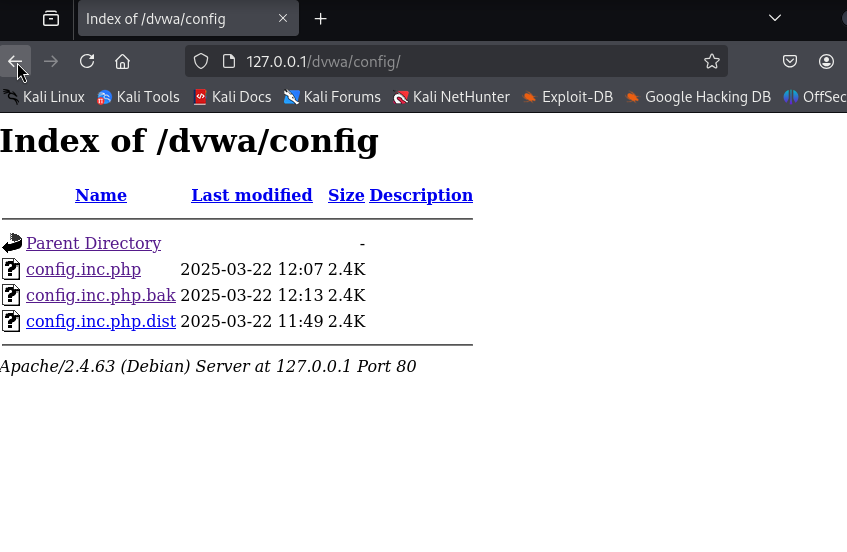 Index of /dvwa/config
127.0.0.1/dvwa/config/
Kali Linux Kali Tools Kali Docs Kali Forums Kali NetHunter Exploit-DB Google Hacking DB OffSec
Index of /dvwa/config
Name Last modified Size Description
Parent Directory -
config.inc.php 2025-03-22 12:07 2.4K
config.inc.php.bak 2025-03-22 12:13 2.4K
config.inc.php.dist 2025-03-22 11:49 2.4K
Apache/2.4.63 (Debian) Server at 127.0.0.1 Port 80